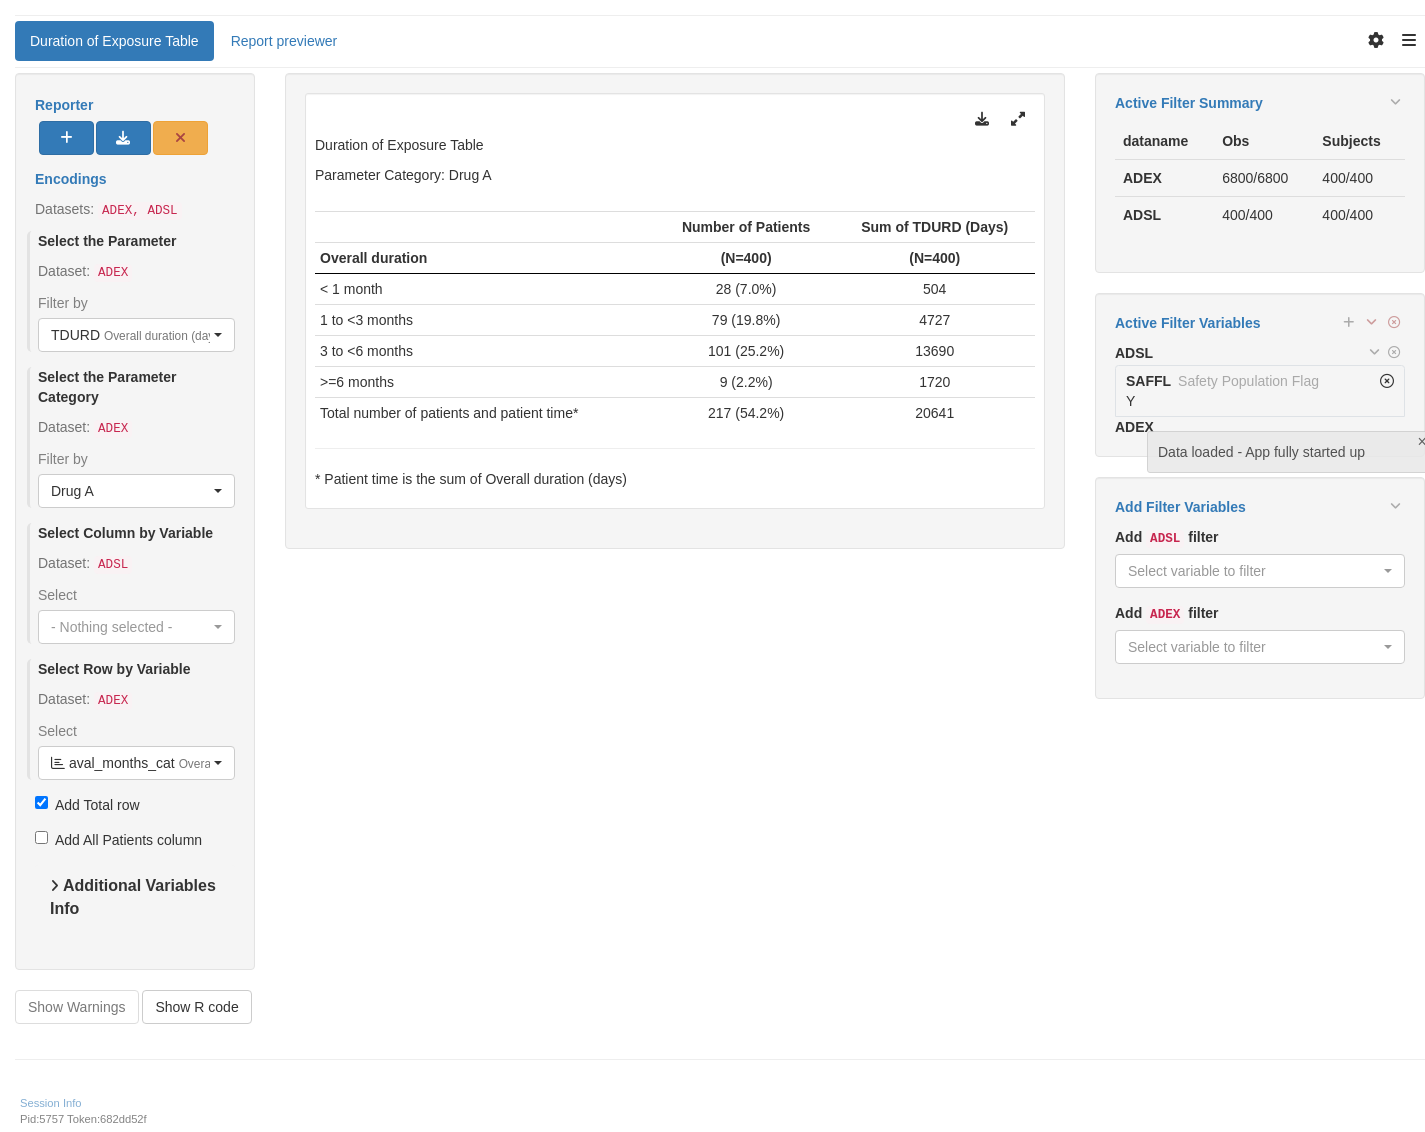 Duration of Exposure Table
Report previewer
Reporter
Encodings
Datasets: ADEX, ADSL
Select the Parameter
Dataset: ADEX
Filter by
TDURD Overall duration (day
Select the Parameter
Category
Dataset: ADEX
Filter by
Drug A
Select Column by Variable
Dataset: ADSL
Select
- Nothing selected -
Select Row by Variable
Dataset: ADEX
Select
aval_months_cat Overa
Add Total row
Add All Patients column
Additional Variables
Info
Show Warnings
Show R code
Duration of Exposure Table
Parameter Category: Drug A
Number of Patients Sum of TDURD (Days)
Overall duration (N=400) (N=400)
< 1 month 28 (7.0%) 504
1 to <3 months 79 (19.8%) 4727
3 to <6 months 101 (25.2%) 13690
>=6 months 9 (2.2%) 1720
Total number of patients and patient time* 217 (54.2%) 20641
* Patient time is the sum of Overall duration (days)
Active Filter Summary
dataname Obs Subjects
ADEX 6800/6800 400/400
ADSL 400/400 400/400
Active Filter Variables
ADSL
SAFFL Safety Population Flag
Y
ADEX
Data loaded - App fully started up
Add Filter Variables
Add ADSL filter
Select variable to filter
Add ADEX filter
Select variable to filter
Session Info
Pid:5757 Token:682dd52f